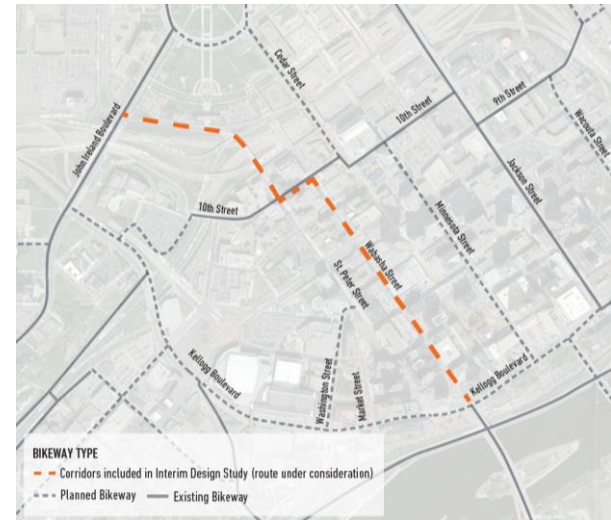 Cedar Street
John Ireland Boulevard
10th Street
9th Street
Wacouta Street
Jackson Street
Minnesota Street
10th Street
Wabasha Street
St. Peter Street
Kellogg Boulevard
Washington Street
Market Street
Kellogg Boulevard
BIKEWAY TYPE
Corridors included in Interim Design Study (route under consideration)
Planned Bikeway
Existing Bikeway